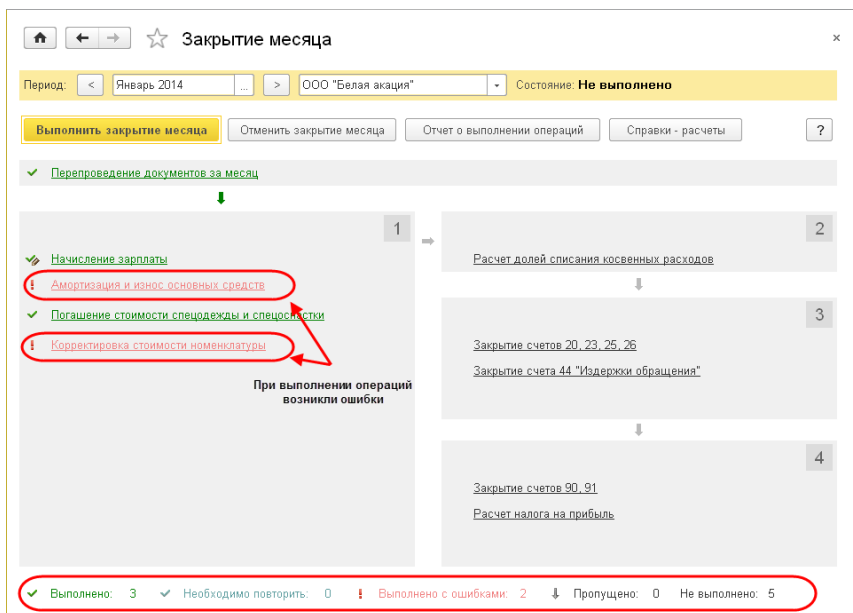 Закрытие месяца
×
Период: < Январь 2014 ... > ООО "Белая акация" Состояние: Не выполнено
Выполнить закрытие месяца Отменить закрытие месяца Отчет о выполнении операций Справки - расчеты ?
Перепроведение документов за месяц
1
Начисление зарплаты
Амортизация и износ основных средств
Погашение стоимости спецодежды и спецоснастки
Корректировка стоимости номенклатуры
При выполнении операций
возникли ошибки
2
Расчет долей списания косвенных расходов
3
Закрытие счетов 20, 23, 25, 26
Закрытие счета 44 "Издержки обращения"
4
Закрытие счетов 90, 91
Расчет налога на прибыль
Выполнено: 3 Необходимо повторить: 0 Выполнено с ошибками: 2 Пропущено: 0 Не выполнено: 5